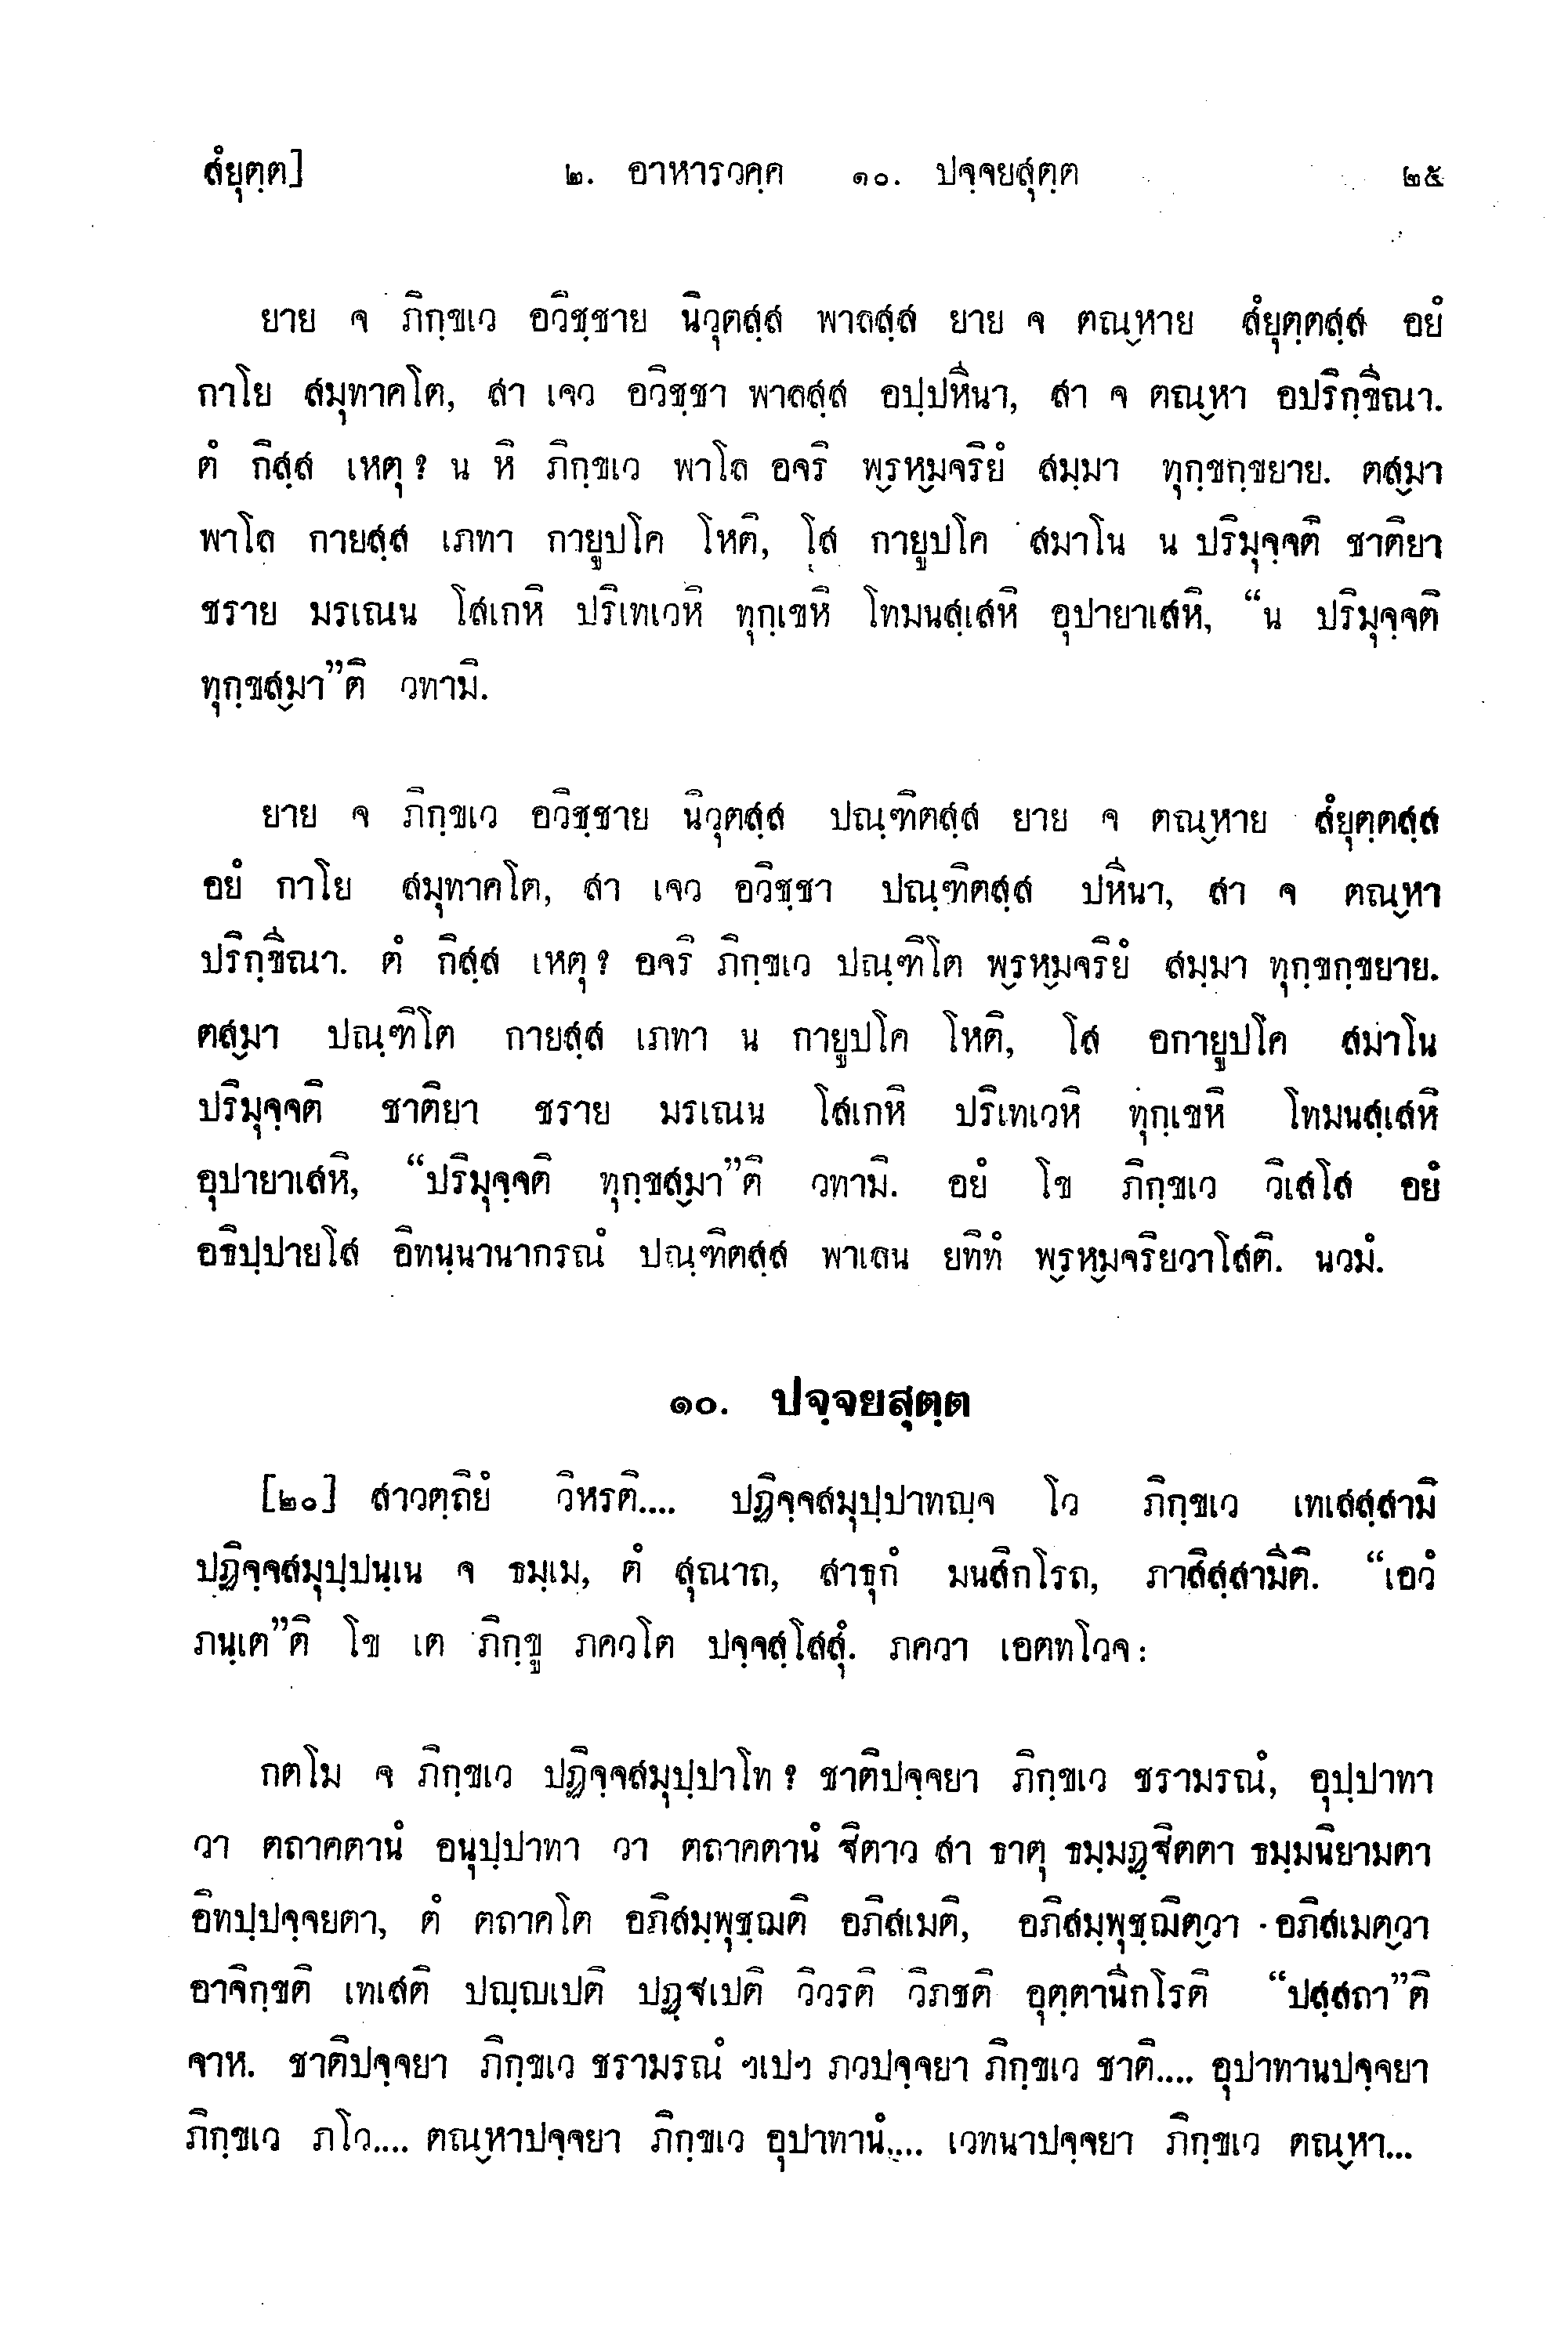 สํยุตฺต]	๒. อาหารวคฺค ๑๐. ปจฺจยสุตฺต	๒๕
ยาย จ ภิกฺขเว อวิชฺชาย นิวุตสฺส พาลสฺส ยาย จ ตณฺหาย สํยุตฺตสฺส อยํ
กาโย สมุทาคโต, สา เจว อวิชฺชา พาลสฺส อปฺปหีนา, สา จ ตณฺหา อปริกฺขีณา.
ตํ กิสฺส เหตุ? น หิ ภิกฺขเว พาโล อจริ พฺรหฺมจริยํ สมฺมา ทุกฺขกฺขยาย. ตสฺมา
พาโล กายสฺส เภทา กายูปโค โหติ, โส กายูปโค สมาโน น ปริมุจฺจติ ชาติยา
ชราย มรเณน โสเกหิ ปริเทเวหิ ทุกฺเขหิ โทมนสฺเสหิ อุปายาเสหิ, “น ปริมุจฺจติ
ทุกฺขสฺมา”ติ วทามิ.
ยาย จ ภิกฺขเว อวิชฺชาย นิวุตสฺส ปณฺฑิตสฺส ยาย จ ตณฺหาย สํยุตฺตสฺส
อยํ กาโย สมุทาคโต, สา เจว อวิชฺชา ปณฺฑิตสฺส ปหีนา, สา จ ตณฺหา
ปริกฺขีณา. ตํ กิสฺส เหตุ? อจริ ภิกฺขเว ปณฺฑิโต พฺรหฺมจริยํ สมฺมา ทุกฺขกฺขยาย.
ตสฺมา ปณฺฑิโต กายสฺส เภทา น กายูปโค โหติ, โส อกายูปโค สมาโน
ปริมุจฺจติ ชาติยา ชราย มรเณน โสเกหิ ปริเทเวหิ ทุกฺเขหิ โทมนสฺเสหิ
อุปายาเสหิ, “ปริมุจฺจติ ทุกฺขสฺมา”ติ วทามิ. อยํ โข ภิกฺขเว วิเสโส อยํ
อธิปฺปายโส อิทนฺนานากรณํ ปณฺฑิตสฺส พาเลน ยทิทํ พฺรหฺมจริยวาโสติ. นวมํ.
๑๐. ปจฺจยสุตฺต
[๒๐] สาวตฺถิยํ วิหรติ.... ปฏิจฺจสมุปฺปาทญฺจ โว ภิกฺขเว เทเสสฺสามิ
ปฏิจฺจสมุปฺปนฺเน จ ธมฺเม, ตํ สุณาถ, สาธุกํ มนสิกโรถ, ภาสิสฺสามีติ. “เอวํ
ภนฺเต”ติ โข เต ภิกฺขู ภควโต ปจฺจสฺโสสุํ. ภควา เอตทโวจ:
กตโม จ ภิกฺขเว ปฏิจฺจสมุปฺปาโท? ชาติปจฺจยา ภิกฺขเว ชรามรณํ, อุปฺปาทา
วา ตถาคตานํ อนุปฺปาทา วา ตถาคตานํ ฐิตาว สา ธาตุ ธมฺมฏฺฐิตตา ธมฺมนิยามตา
อิทปฺปจฺจยตา, ตํ ตถาคโต อภิสมฺพุชฺฌติ อภิสเมติ, อภิสมฺพุชฺฌิตฺวา อภิสเมตฺวา
อาจิกฺขติ เทเสติ ปญฺญเปติ ปฏฺฐเปติ วิวรติ วิภชติ อุตฺตานีกโรติ “ปสฺสถา”ติ
จาห. ชาติปจฺจยา ภิกฺขเว ชรามรณํ ฯเปฯ ภวปจฺจยา ภิกฺขเว ชาติ.... อุปาทานปจฺจยา
ภิกฺขเว ภโว.... ตณฺหาปจฺจยา ภิกฺขเว อุปาทานํ.... เวทนาปจฺจยา ภิกฺขเว ตณฺหา...